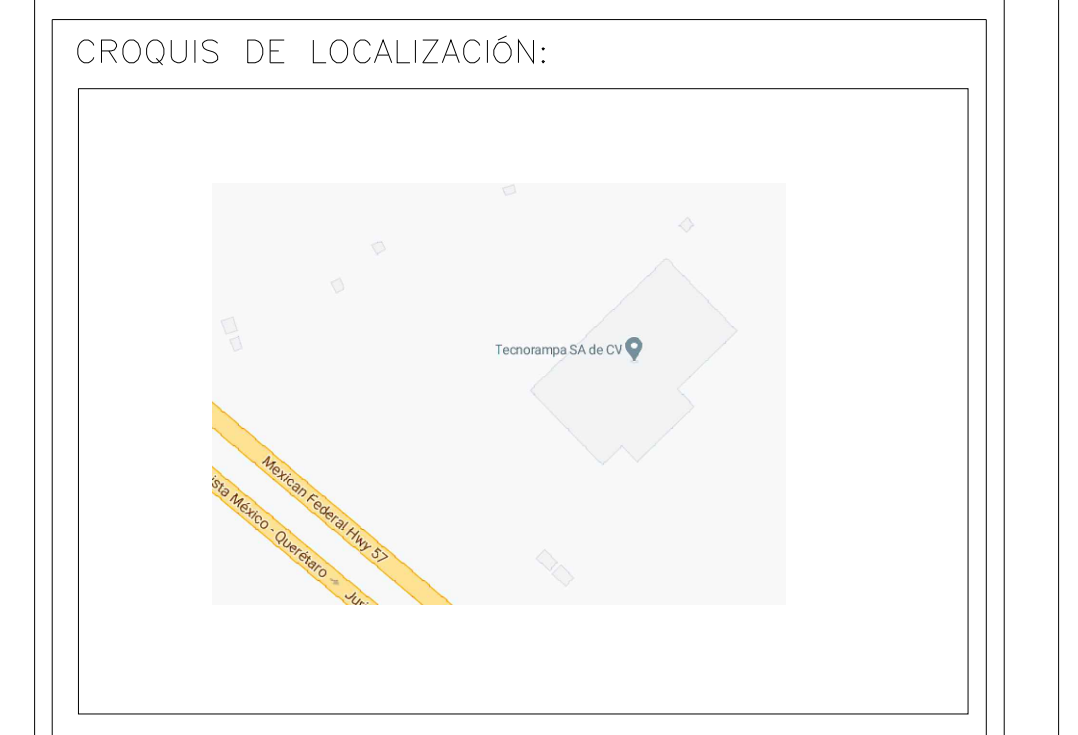 CROQUIS DE LOCALIZACIÓN:
Tecnorampa SA de CV
Mexican Federal Hwy 57
ista México - Querétaro